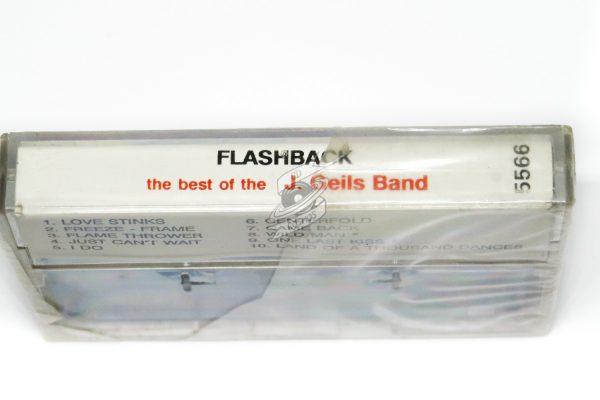 FLASHBACK
the best of the J. Geils Band
5566
1. LOVE STINKS
2. FREEZE - FRAME
3. FLAME THROWER
4. JUST CAN'T WAIT
5. I DO
6. CENTERFOLD
7. CAME BACK
8. WILD MAN
9. ONE LAST KISS
10. LAND OF A THOUSAND DANCES